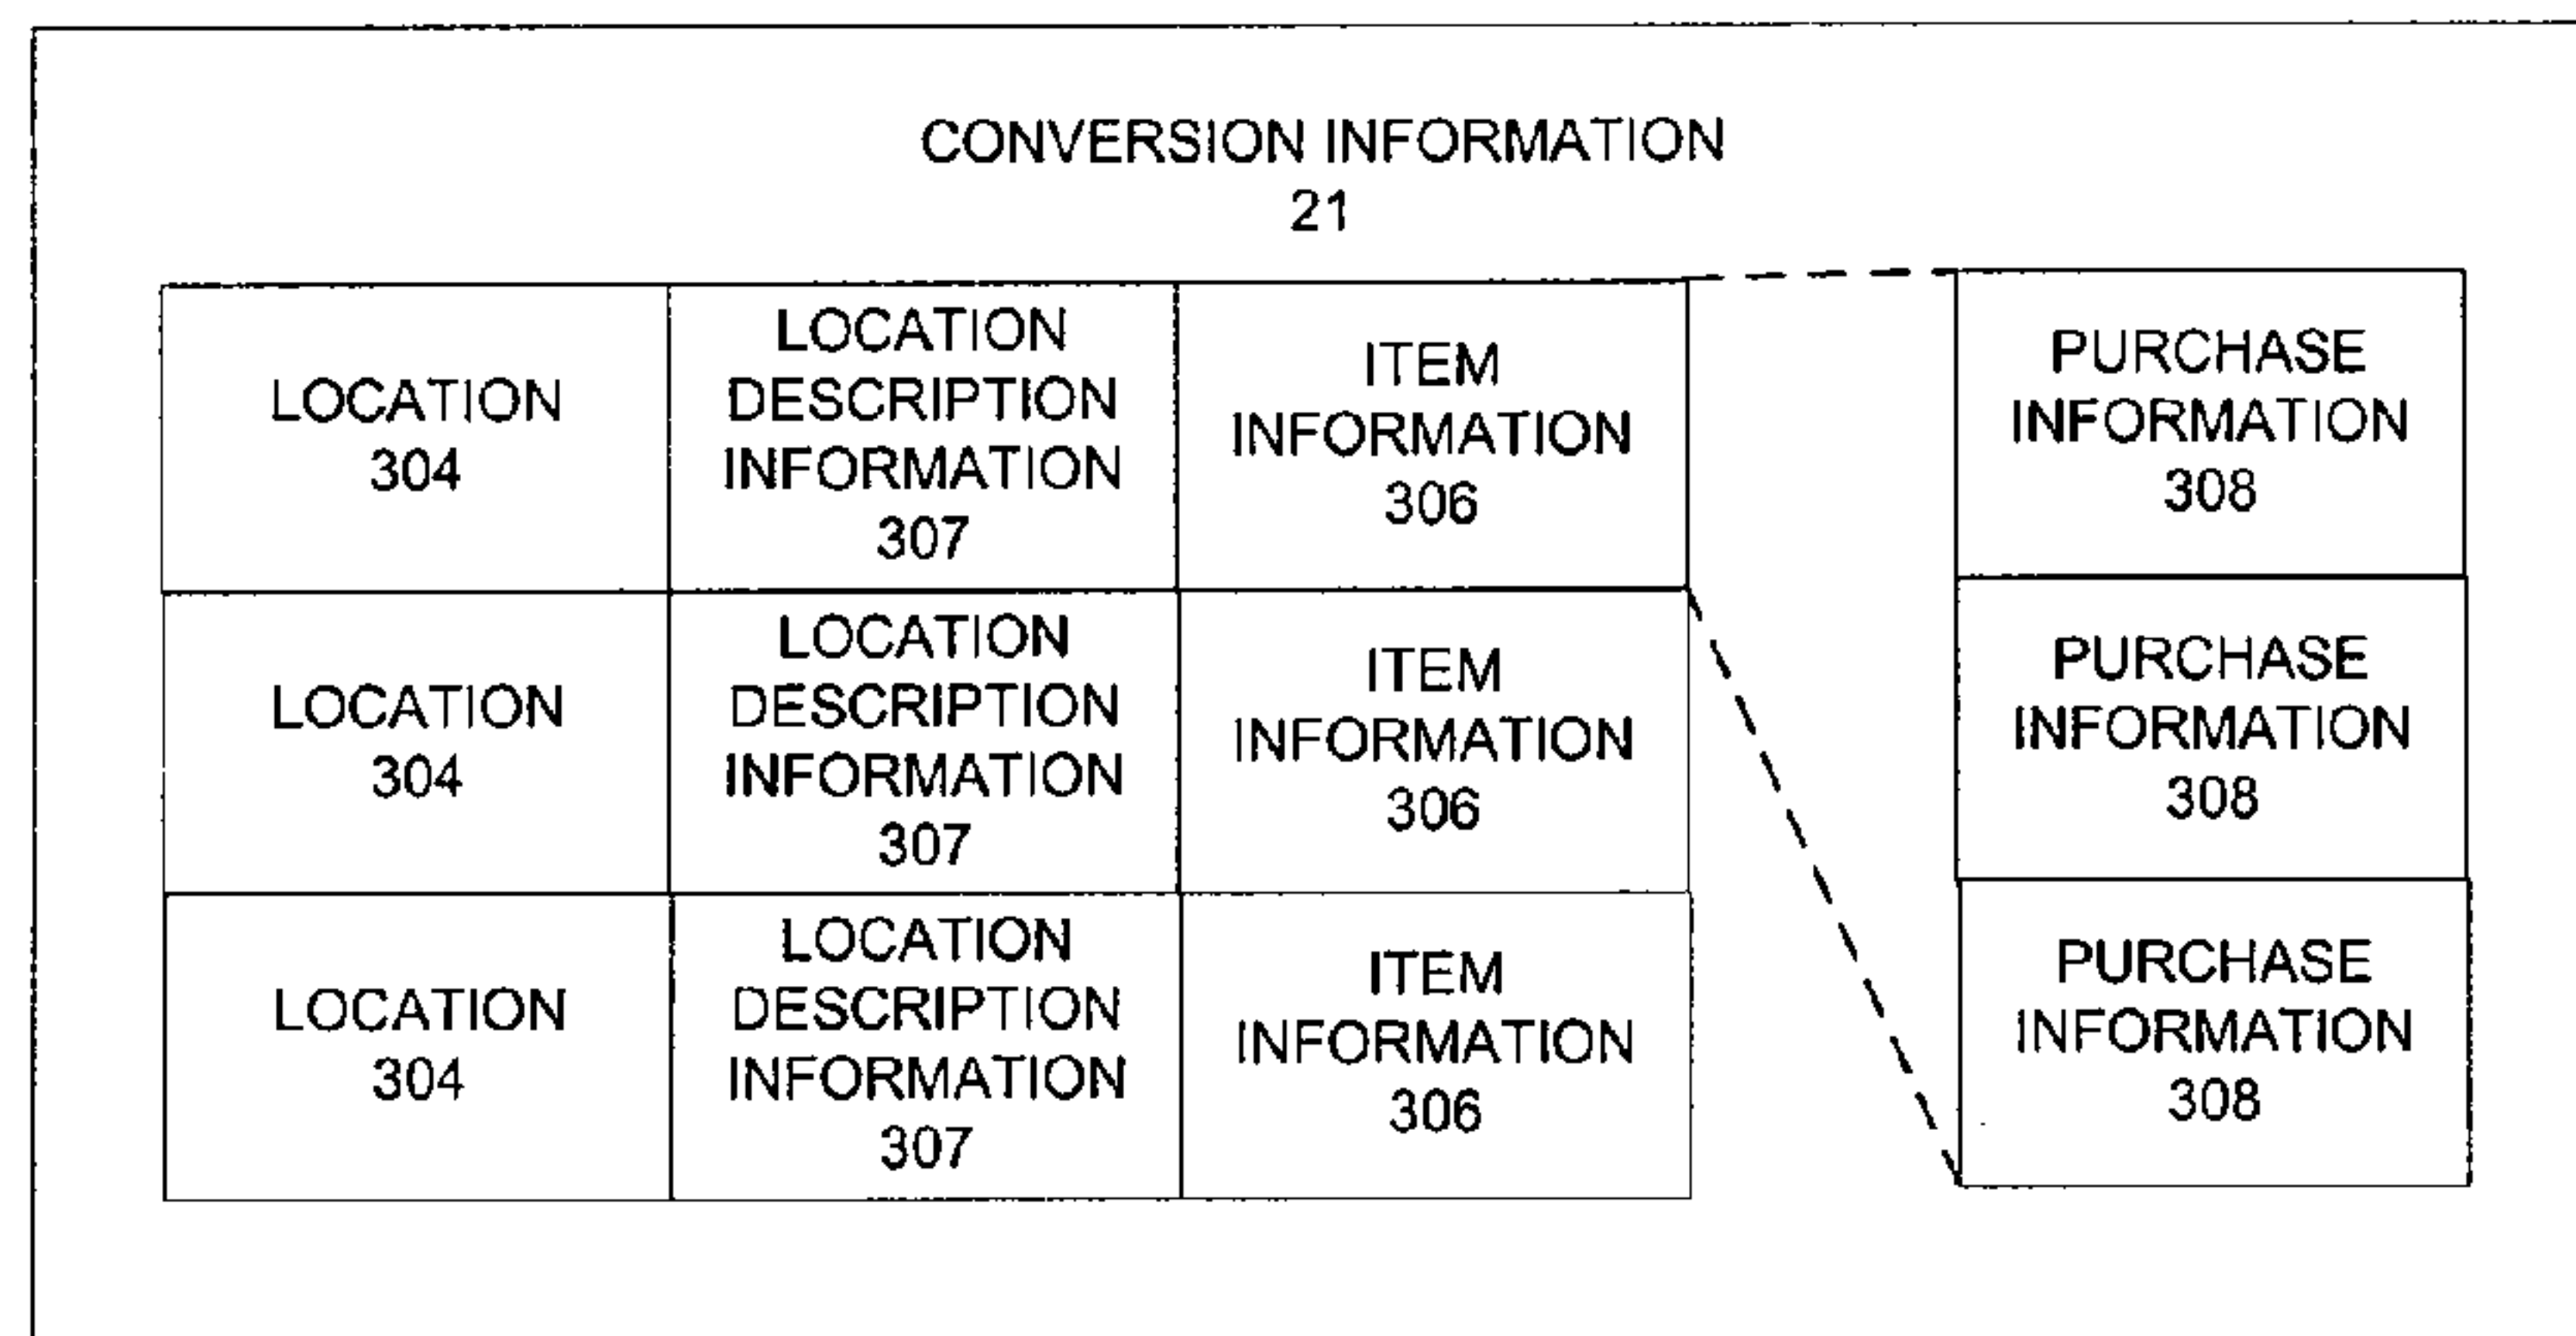 CONVERSION INFORMATION
21
LOCATION
304
LOCATION
DESCRIPTION
INFORMATION
307
ITEM
INFORMATION
306
PURCHASE
INFORMATION
308
LOCATION
304
LOCATION
DESCRIPTION
INFORMATION
307
ITEM
INFORMATION
306
PURCHASE
INFORMATION
308
LOCATION
304
LOCATION
DESCRIPTION
INFORMATION
307
ITEM
INFORMATION
306
PURCHASE
INFORMATION
308